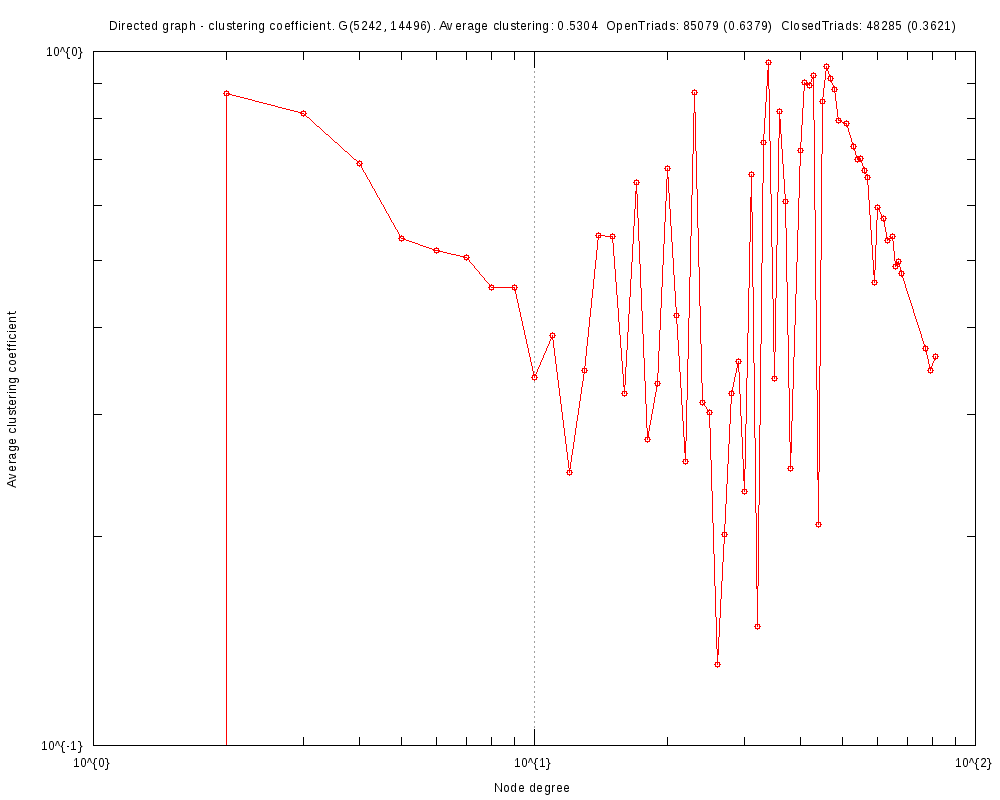 Directed graph - clustering coefficient. G(5242, 14496). Average clustering: 0.5304  OpenTriads: 85079 (0.6379)  ClosedTriads: 48285 (0.3621)
10^{0}
Average clustering coefficient
10^{-1}
10^{0}
10^{1}
10^{2}
Node degree